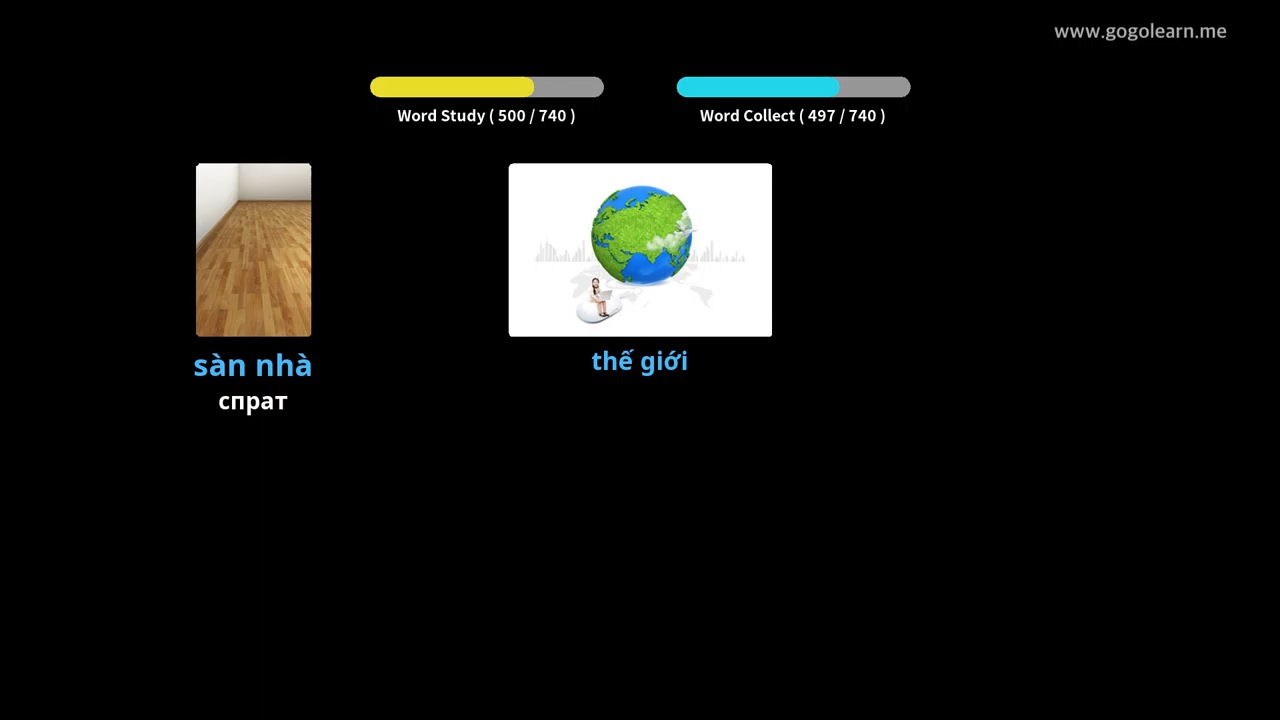 www.gogolearn.me
Word Study ( 500 / 740 )
Word Collect ( 497 / 740 )
sàn nhà
спрат
thế giới